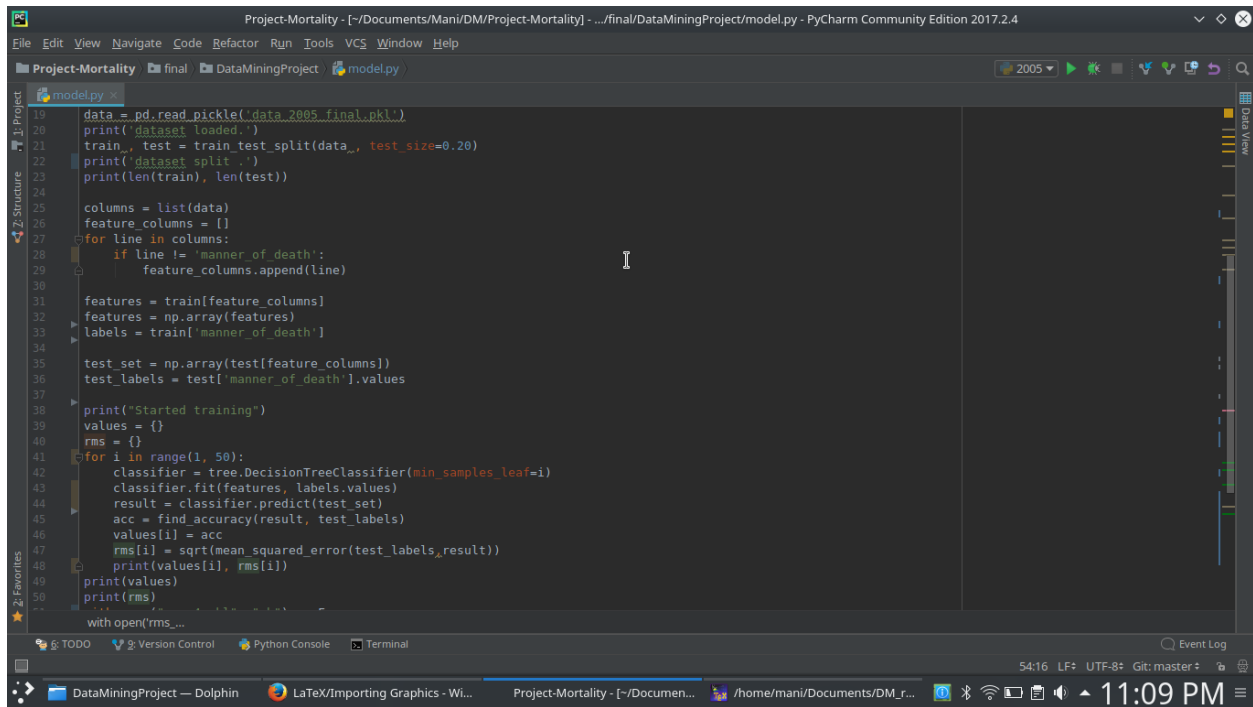 Project-Mortality - [~/Documents/Mani/DM/Project-Mortality] - .../final/DataMiningProject/model.py - PyCharm Community Edition 2017.2.4
File Edit View Navigate Code Refactor Run Tools VCS Window Help
Project-Mortality final DataMiningProject model.py 2005
model.py ×
1: Project
7: Structure
2: Favorites
Data View
19 data = pd.read_pickle('data_2005_final.pkl')
20 print('dataset loaded.')
21 train , test = train_test_split(data , test_size=0.20)
22 print('dataset split .')
23 print(len(train), len(test))
24
25 columns = list(data)
26 feature_columns = []
27 for line in columns:
28 if line != 'manner_of_death':
29 feature_columns.append(line)
30
31 features = train[feature_columns]
32 features = np.array(features)
33 labels = train['manner_of_death']
34
35 test_set = np.array(test[feature_columns])
36 test_labels = test['manner_of_death'].values
37
38 print("Started training")
39 values = {}
40 rms = {}
41 for i in range(1, 50):
42 classifier = tree.DecisionTreeClassifier(min_samples_leaf=i)
43 classifier.fit(features, labels.values)
44 result = classifier.predict(test_set)
45 acc = find_accuracy(result, test_labels)
46 values[i] = acc
47 rms[i] = sqrt(mean_squared_error(test_labels,result))
48 print(values[i], rms[i])
49 print(values)
50 print(rms)
with open('rms_...
6: TODO 9: Version Control Python Console Terminal Event Log
54:16 LF UTF-8 Git: master
DataMiningProject — Dolphin LaTeX/Importing Graphics - Wi... Project-Mortality - [~/Documen... /home/mani/Documents/DM_r... 11:09 PM